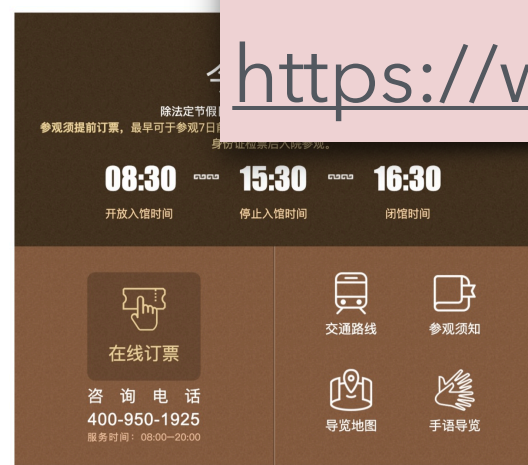 https://
除法定节假
参观须提前订票，最早可于参观7日
身份证检票后入院参观。
08:30 15:30 16:30
开放入馆时间 停止入馆时间 闭馆时间
在线订票
咨询电话
400-950-1925
服务时间：08:00—20:00
交通路线 参观须知
导览地图 手语导览